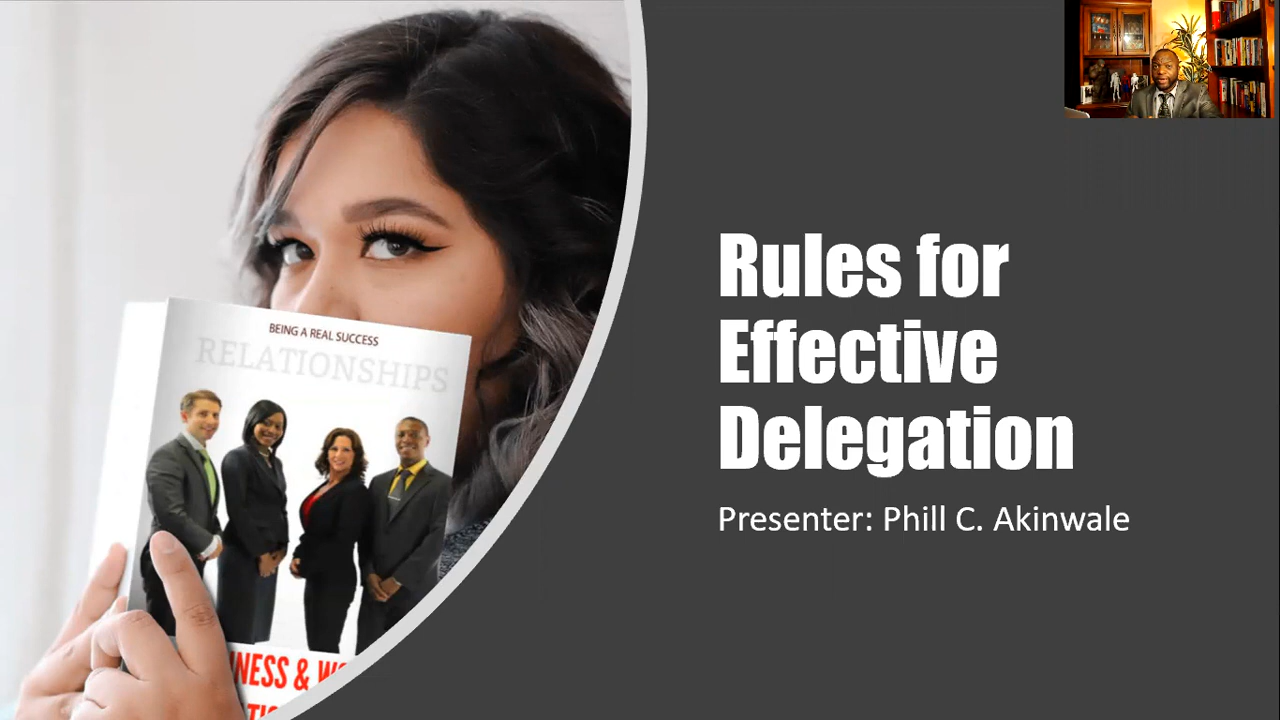 BEING A REAL SUCCESS
RELATIONSHIPS
Rules for
Effective
Delegation
Presenter: Phill C. Akinwale